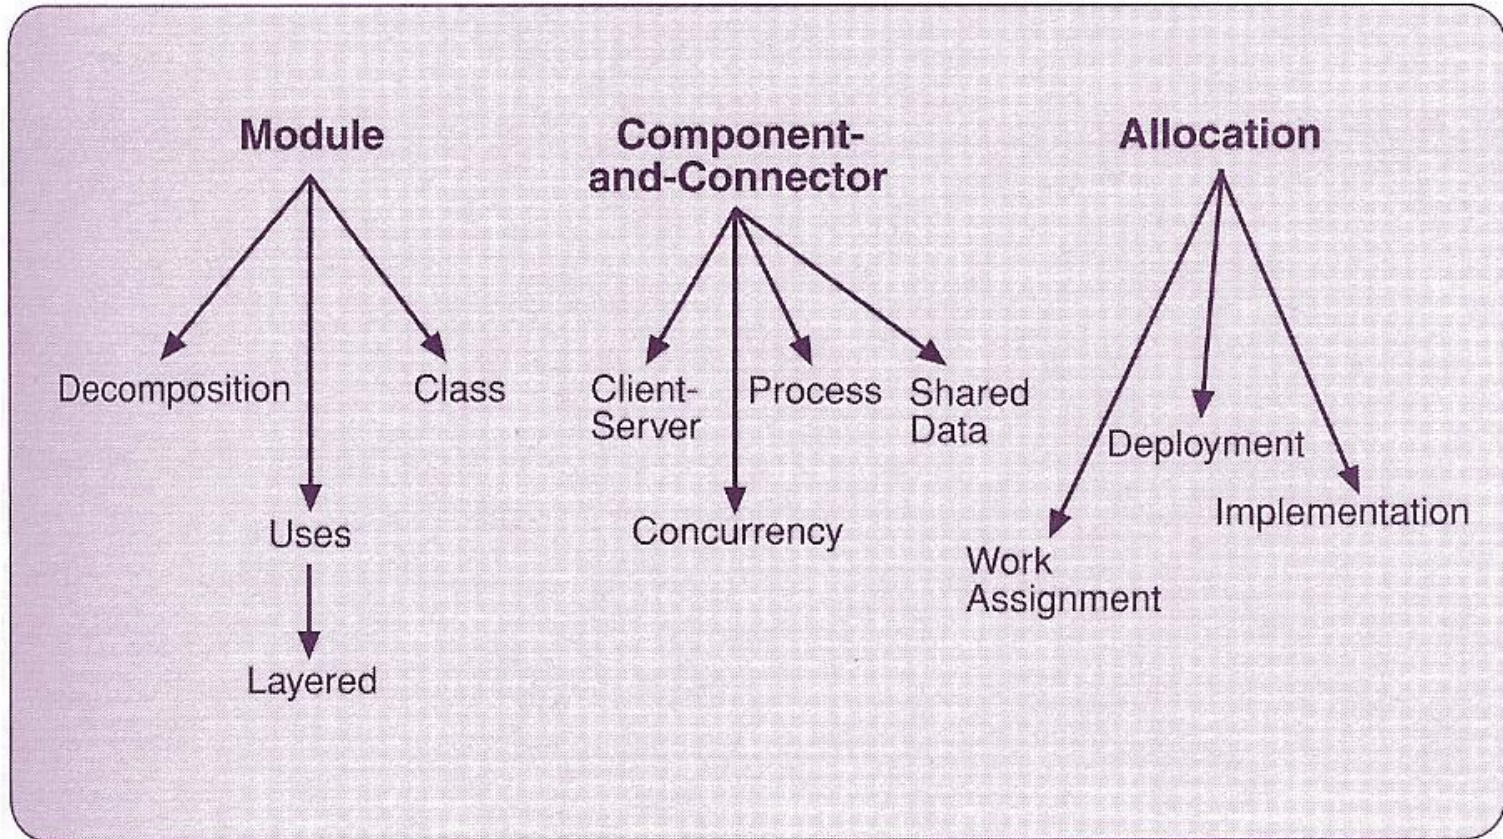 Module
Component-
and-Connector
Allocation
Decomposition
Class
Client-
Server
Process
Shared
Data
Deployment
Implementation
Uses
Concurrency
Work
Assignment
Layered